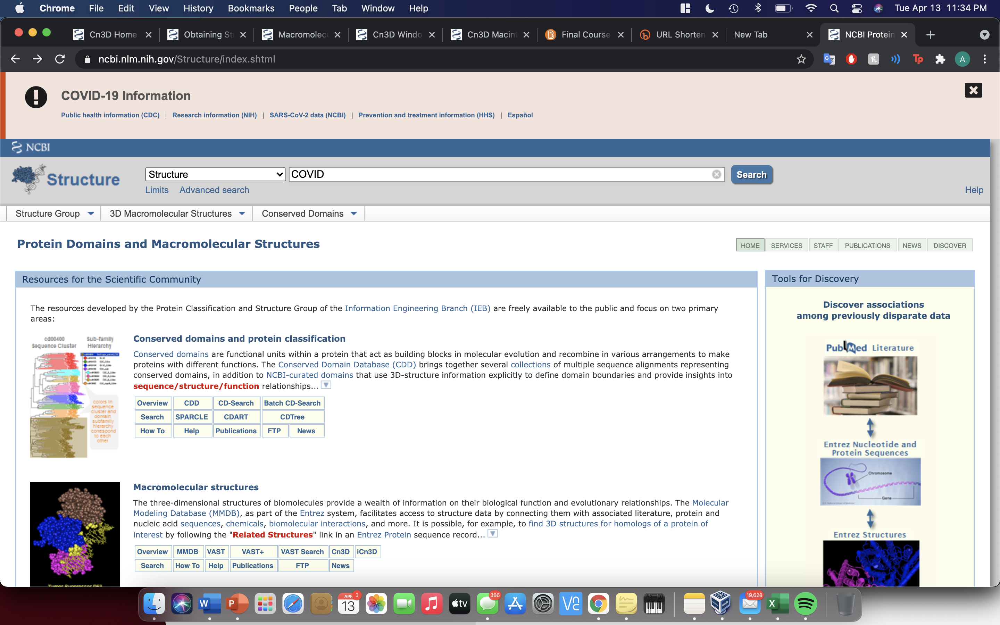 Chrome File Edit View History Bookmarks People Tab Window Help Tue Apr 13 11:34 PM
Cn3D Home Obtaining St Macromolecu Cn3D Windo Cn3D Macint Final Course URL Shorten New Tab NCBI Protein
ncbi.nlm.nih.gov/Structure/index.shtml
COVID-19 Information
Public health information (CDC) | Research information (NIH) | SARS-CoV-2 data (NCBI) | Prevention and treatment information (HHS) | Español
NCBI
Structure
Structure COVID Search
Limits Advanced search Help
Structure Group 3D Macromolecular Structures Conserved Domains
Protein Domains and Macromolecular Structures
HOME SERVICES STAFF PUBLICATIONS NEWS DISCOVER
Resources for the Scientific Community
The resources developed by the Protein Classification and Structure Group of the Information Engineering Branch (IEB) are freely available to the public and focus on two primary
areas:
cd00400 Sub-family
Sequence Cluster Hierarchy
colors in
sequence
cluster and
domain
subfamily
hierarchy
correspond
to each
other
Conserved domains and protein classification
Conserved domains are functional units within a protein that act as building blocks in molecular evolution and recombine in various arrangements to make
proteins with different functions. The Conserved Domain Database (CDD) brings together several collections of multiple sequence alignments representing
conserved domains, in addition to NCBI-curated domains that use 3D-structure information explicitly to define domain boundaries and provide insights into
sequence/structure/function relationships...
Overview CDD CD-Search Batch CD-Search
Search SPARCLE CDART CDTree
How To Help Publications FTP News
Macromolecular structures
The three-dimensional structures of biomolecules provide a wealth of information on their biological function and evolutionary relationships. The Molecular
Modeling Database (MMDB), as part of the Entrez system, facilitates access to structure data by connecting them with associated literature, protein and
nucleic acid sequences, chemicals, biomolecular interactions, and more. It is possible, for example, to find 3D structures for homologs of a protein of
interest by following the "Related Structures" link in an Entrez Protein sequence record...
Overview MMDB VAST VAST+ VAST Search Cn3D iCn3D
Search How To Help Publications FTP News
Tools for Discovery
Discover associations
among previously disparate data
PubMed Literature
Entrez Nucleotide and
Protein Sequences
Chromosome
Gene
Entrez Structures
A
W
P
APR 3
13
tv
386
19,628
X